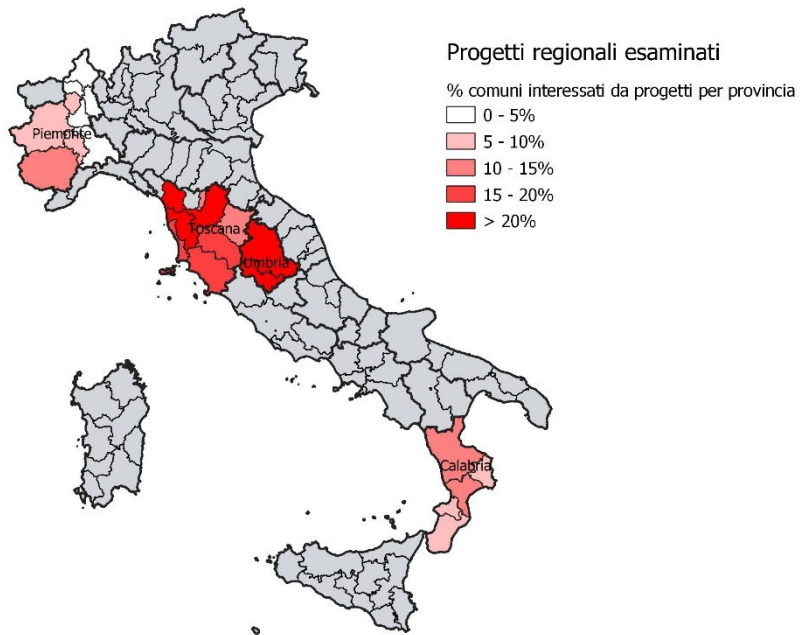 Progetti regionali esaminati
% comuni interessati da progetti per provincia
0 - 5%
5 - 10%
10 - 15%
15 - 20%
> 20%
Piemonte
Toscana
Umbria
Calabria